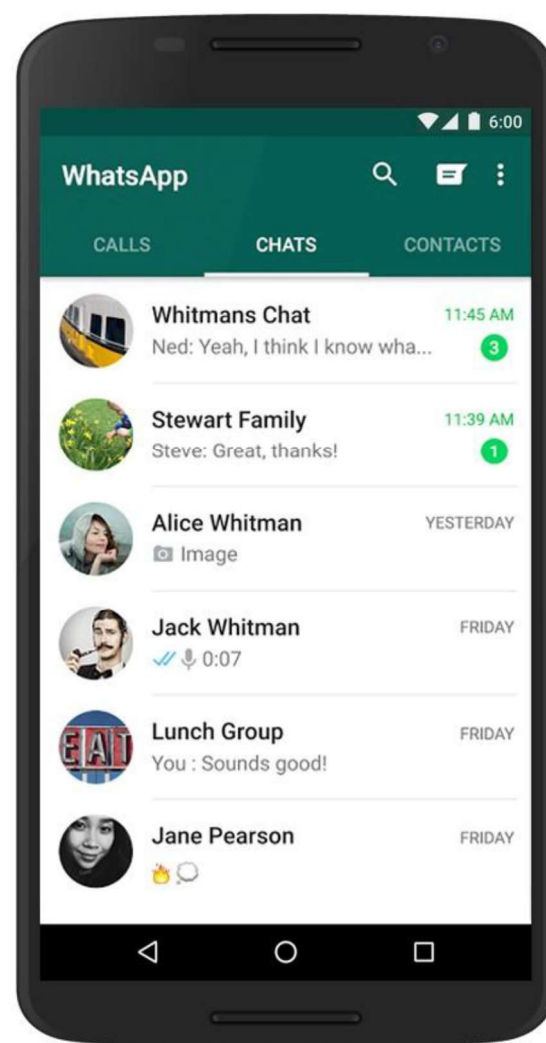 6:00
WhatsApp
CALLS CHATS CONTACTS
Whitmans Chat 11:45 AM
Ned: Yeah, I think I know wha... 3
Stewart Family 11:39 AM
Steve: Great, thanks! 1
Alice Whitman YESTERDAY
Image
Jack Whitman FRIDAY
0:07
EAT
Lunch Group FRIDAY
You : Sounds good!
Jane Pearson FRIDAY
🔥💭